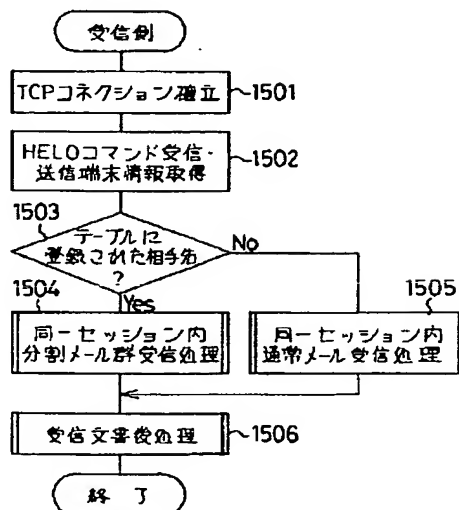 受信側
TCPコネクション確立
1501
HELOコマンド受信・
送信端末情報取得
1502
1503
テーブルに
登録された相手先
?
No
Yes
1504
同一セッション内
分割メール群受信処理
1505
同一セッション内
通常メール受信処理
受信文書後処理
1506
終了